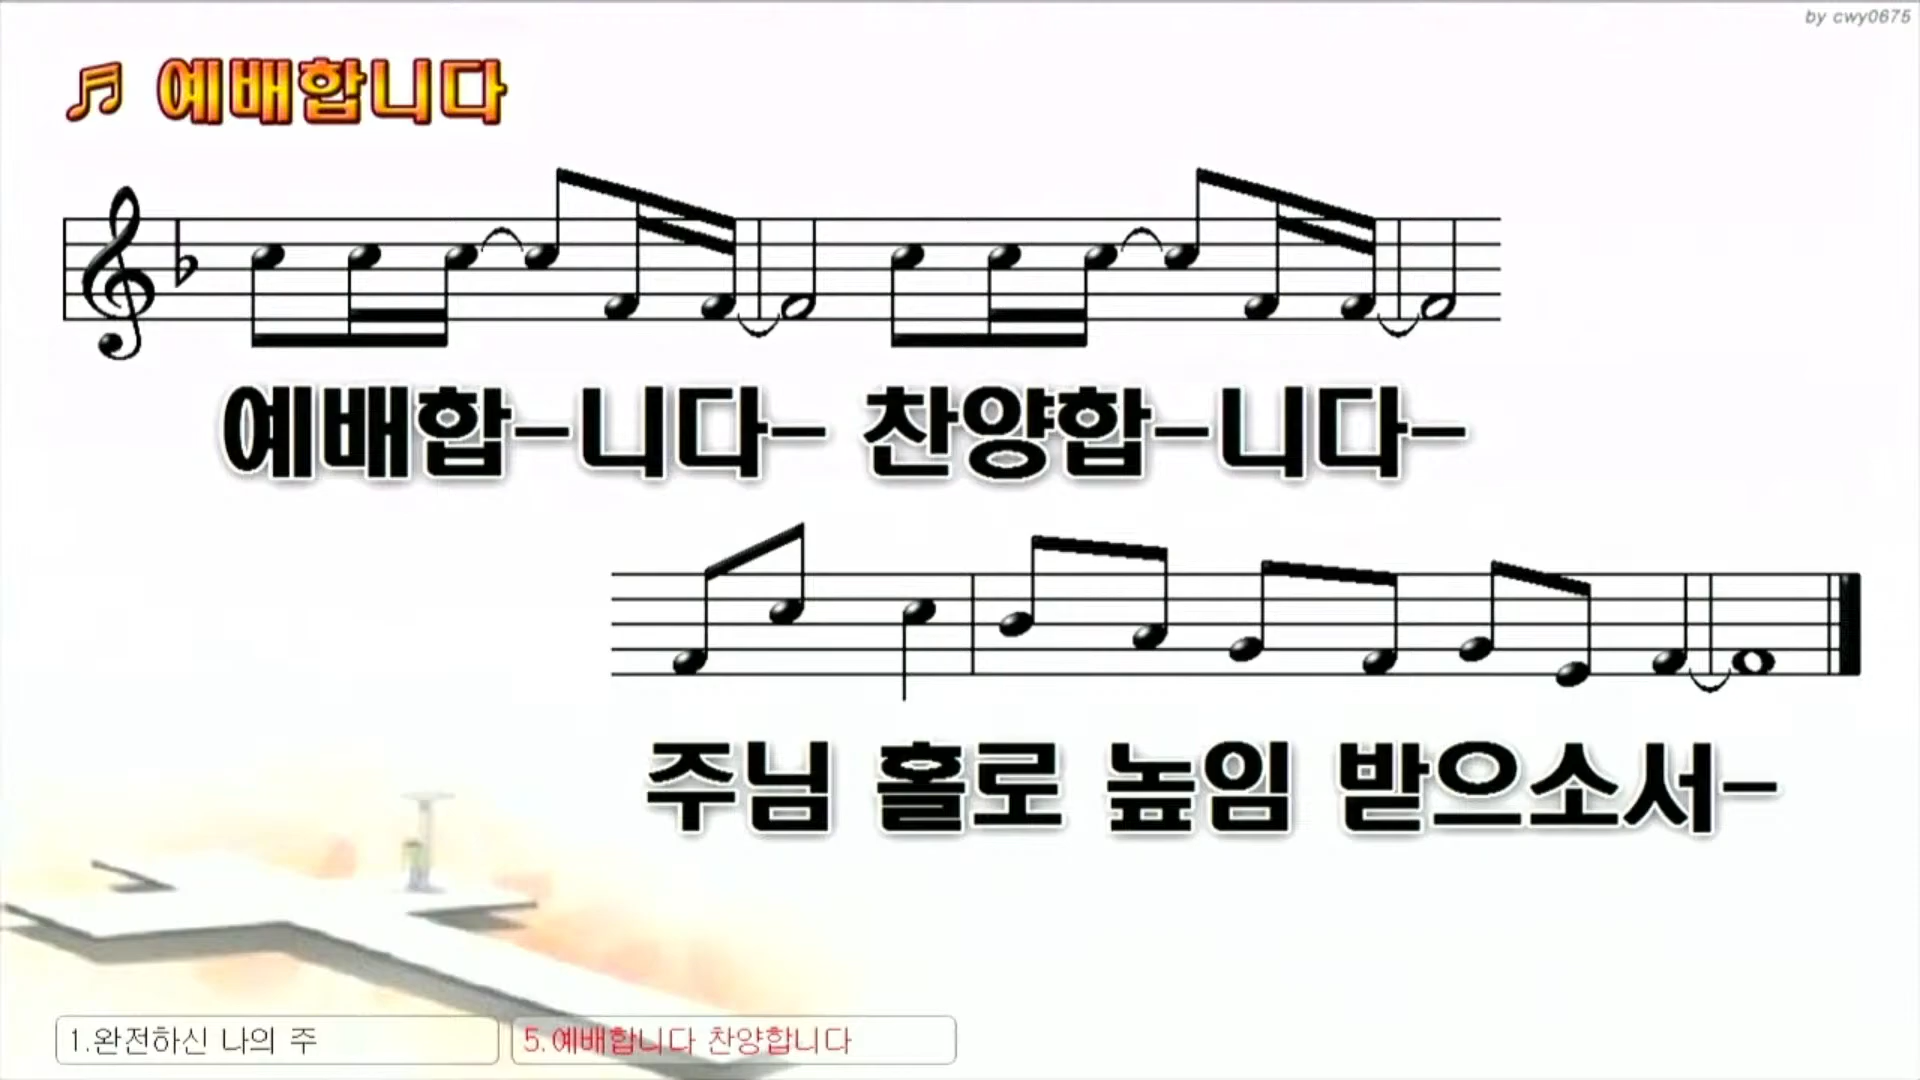 by cwy0675
예배합니다
예배합-니다- 찬양합-니다-
주님 홀로 높임 받으소서-
1.완전하신 나의 주
5.예배합니다 찬양합니다